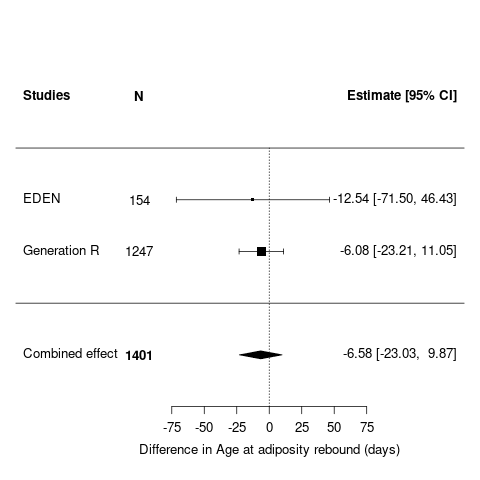 Studies N Estimate [95% CI]
EDEN 154 -12.54 [-71.50, 46.43]
Generation R 1247 -6.08 [-23.21, 11.05]
Combined effect 1401 -6.58 [-23.03, 9.87]
-75 -50 -25 0 25 50 75
Difference in Age at adiposity rebound (days)